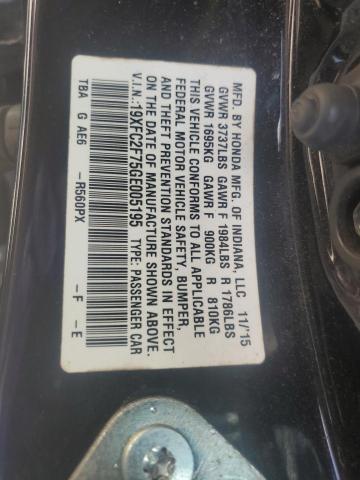 MFD. BY HONDA MFG. OF INDIANA, LLC 11/15
GVWR 3737LBS GAWR F 1984LBS R 1786LBS
GVWR 1695KG GAWR F 900KG R 810KG
THIS VEHICLE CONFORMS TO ALL APPLICABLE
FEDERAL MOTOR VEHICLE SAFETY, BUMPER,
AND THEFT PREVENTION STANDARDS IN EFFECT
ON THE DATE OF MANUFACTURE SHOWN ABOVE.
V.I.N.: 19XFC2F75GE005195 TYPE: PASSENGER CAR
TBA G AE6 -R560PX -F -E